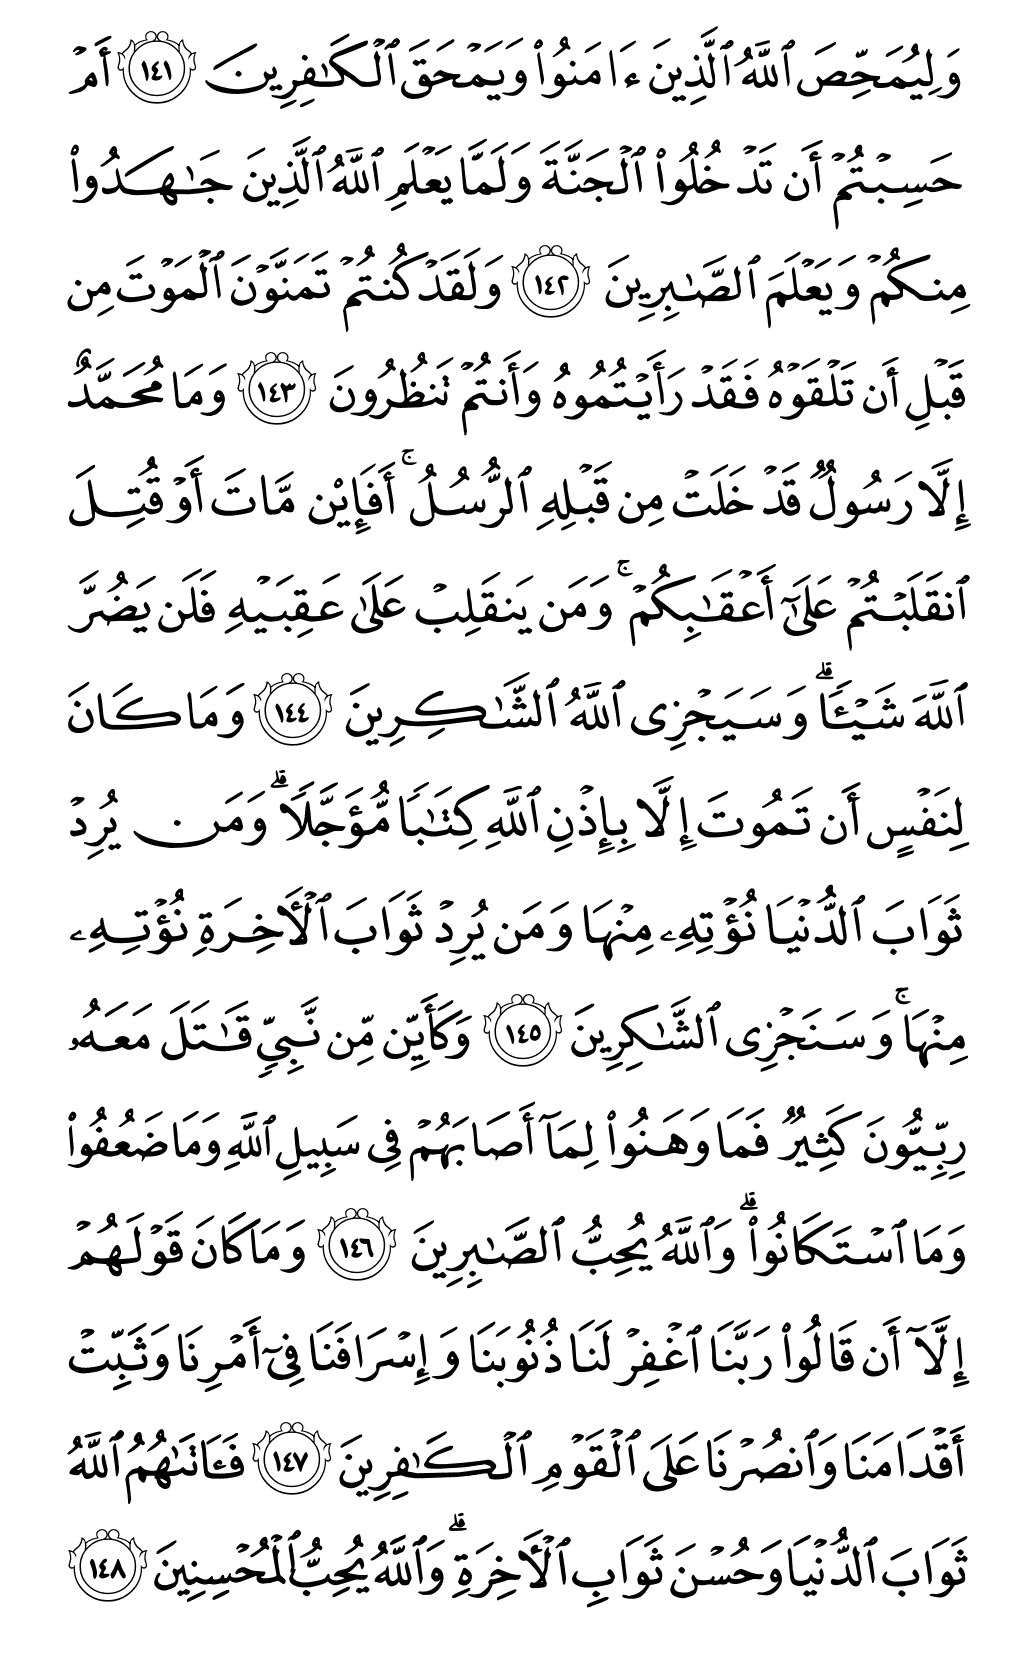 وَلِيُمَحِّصَ ٱللَّهُ ٱلَّذِينَ ءَامَنُوا۟ وَيَمْحَقَ ٱلْكَـٰفِرِينَ ١٤١ أَمْ
حَسِبْتُمْ أَن تَدْخُلُوا۟ ٱلْجَنَّةَ وَلَمَّا يَعْلَمِ ٱللَّهُ ٱلَّذِينَ جَـٰهَدُوا۟
مِنكُمْ وَيَعْلَمَ ٱلصَّـٰبِرِينَ ١٤٢ وَلَقَدْ كُنتُمْ تَمَنَّوْنَ ٱلْمَوْتَ مِن
قَبْلِ أَن تَلْقَوْهُ فَقَدْ رَأَيْتُمُوهُ وَأَنتُمْ تَنظُرُونَ ١٤٣ وَمَا مُحَمَّدٌ
إِلَّا رَسُولٌ قَدْ خَلَتْ مِن قَبْلِهِ ٱلرُّسُلُ ۚ أَفَإِي۟ن مَّاتَ أَوْ قُتِلَ
ٱنقَلَبْتُمْ عَلَىٰٓ أَعْقَـٰبِكُمْ ۚ وَمَن يَنقَلِبْ عَلَىٰ عَقِبَيْهِ فَلَن يَضُرَّ
ٱللَّهَ شَيْـًٔا ۗ وَسَيَجْزِى ٱللَّهُ ٱلشَّـٰكِرِينَ ١٤٤ وَمَا كَانَ
لِنَفْسٍ أَن تَمُوتَ إِلَّا بِإِذْنِ ٱللَّهِ كِتَـٰبًا مُّؤَجَّلًا ۗ وَمَن يُرِدْ
ثَوَابَ ٱلدُّنْيَا نُؤْتِهِۦ مِنْهَا وَمَن يُرِدْ ثَوَابَ ٱلْـَٔاخِرَةِ نُؤْتِهِۦ
مِنْهَا ۚ وَسَنَجْزِى ٱلشَّـٰكِرِينَ ١٤٥ وَكَأَيِّن مِّن نَّبِىٍّ قَـٰتَلَ مَعَهُۥ
رِبِّيُّونَ كَثِيرٌ فَمَا وَهَنُوا۟ لِمَآ أَصَابَهُمْ فِى سَبِيلِ ٱللَّهِ وَمَا ضَعُفُوا۟
وَمَا ٱسْتَكَانُوا۟ ۗ وَٱللَّهُ يُحِبُّ ٱلصَّـٰبِرِينَ ١٤٦ وَمَا كَانَ قَوْلَهُمْ
إِلَّآ أَن قَالُوا۟ رَبَّنَا ٱغْفِرْ لَنَا ذُنُوبَنَا وَإِسْرَافَنَا فِىٓ أَمْرِنَا وَثَبِّتْ
أَقْدَامَنَا وَٱنصُرْنَا عَلَى ٱلْقَوْمِ ٱلْكَـٰفِرِينَ ١٤٧ فَـَٔاتَىٰهُمُ ٱللَّهُ
ثَوَابَ ٱلدُّنْيَا وَحُسْنَ ثَوَابِ ٱلْـَٔاخِرَةِ ۗ وَٱللَّهُ يُحِبُّ ٱلْمُحْسِنِينَ ١٤٨